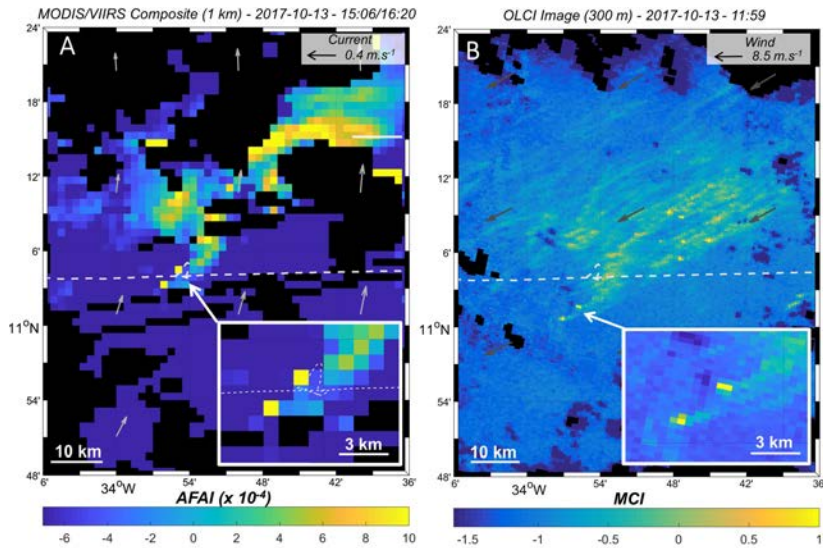 MODIS/VIIRS Composite (1 km) - 2017-10-13 - 15:06/16:20
A
Current
0.4 m.s-1
24'
18'
12'
6'
11°N
54'
48'
10 km
3 km
6'
34°W
54'
48'
42'
36'
AFAI (x 10-4)
-6 -4 -2 0 2 4 6 8 10
OLCI Image (300 m) - 2017-10-13 - 11:59
B
Wind
8.5 m.s-1
24'
18'
12'
6'
11°N
54'
48'
10 km
3 km
6'
34°W
54'
48'
42'
36'
MCI
-1.5 -1 -0.5 0 0.5 1